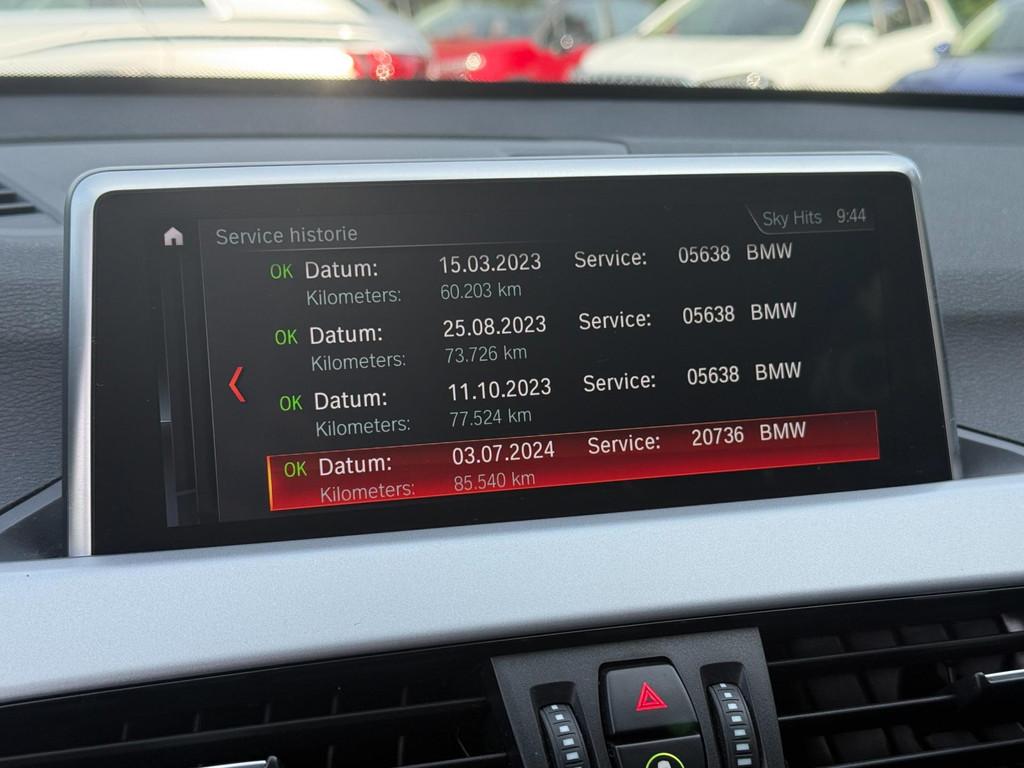 Sky Hits 9:44
Service historie
OK Datum: 15.03.2023 Service: 05638 BMW
Kilometers: 60.203 km
OK Datum: 25.08.2023 Service: 05638 BMW
Kilometers: 73.726 km
OK Datum: 11.10.2023 Service: 05638 BMW
Kilometers: 77.524 km
OK Datum: 03.07.2024 Service: 20736 BMW
Kilometers: 85.540 km